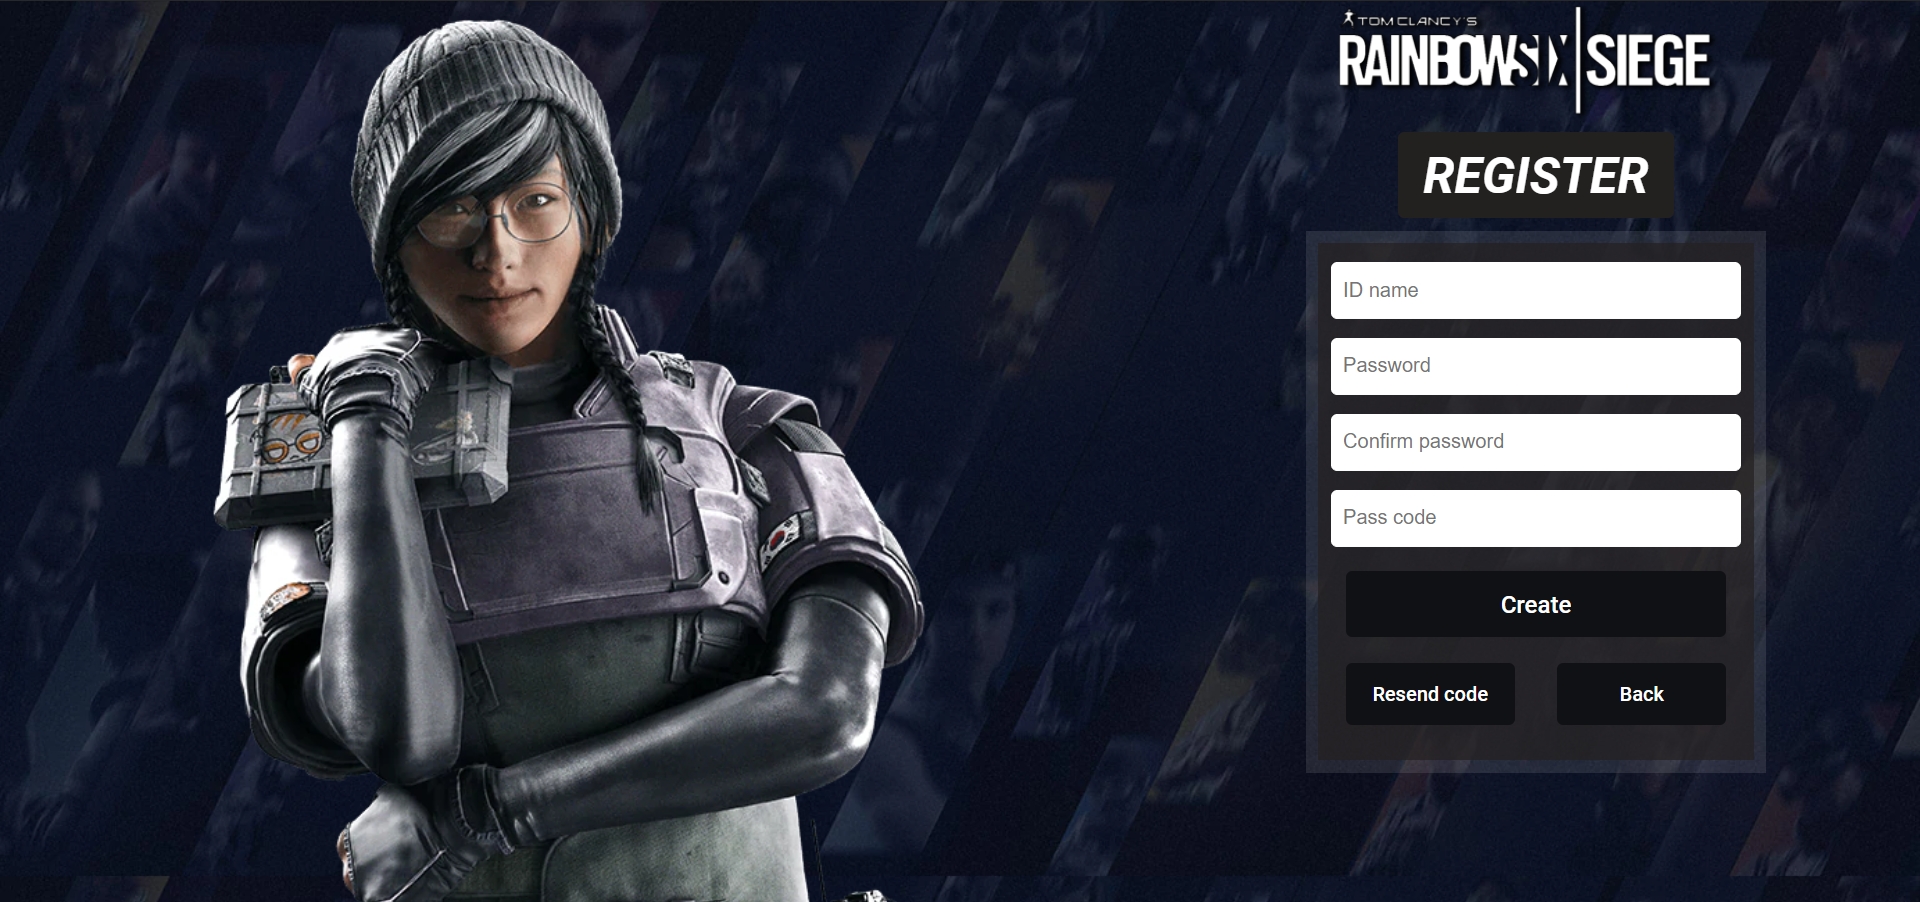 TOM CLANCY'S
RAINBOWSIX|SIEGE
REGISTER
ID name
Password
Confirm password
Pass code
Create
Resend code
Back